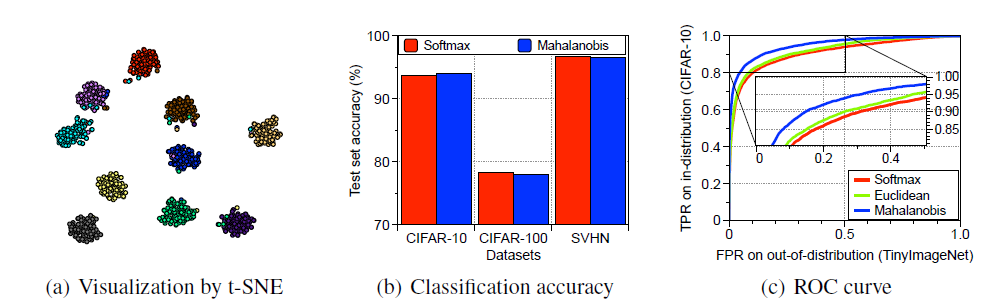 (a) Visualization by t-SNE
Test set accuracy (%)
100
90
80
70
Softmax
Mahalanobis
CIFAR-10
CIFAR-100
SVHN
Datasets
(b) Classification accuracy
TPR on in-distribution (CIFAR-10)
1.0
0.8
0.6
0.4
0.2
0
1.00
0.95
0.90
0.85
0
0.2
0.4
Softmax
Euclidean
Mahalanobis
0
0.5
1.0
FPR on out-of-distribution (TinyImageNet)
(c) ROC curve